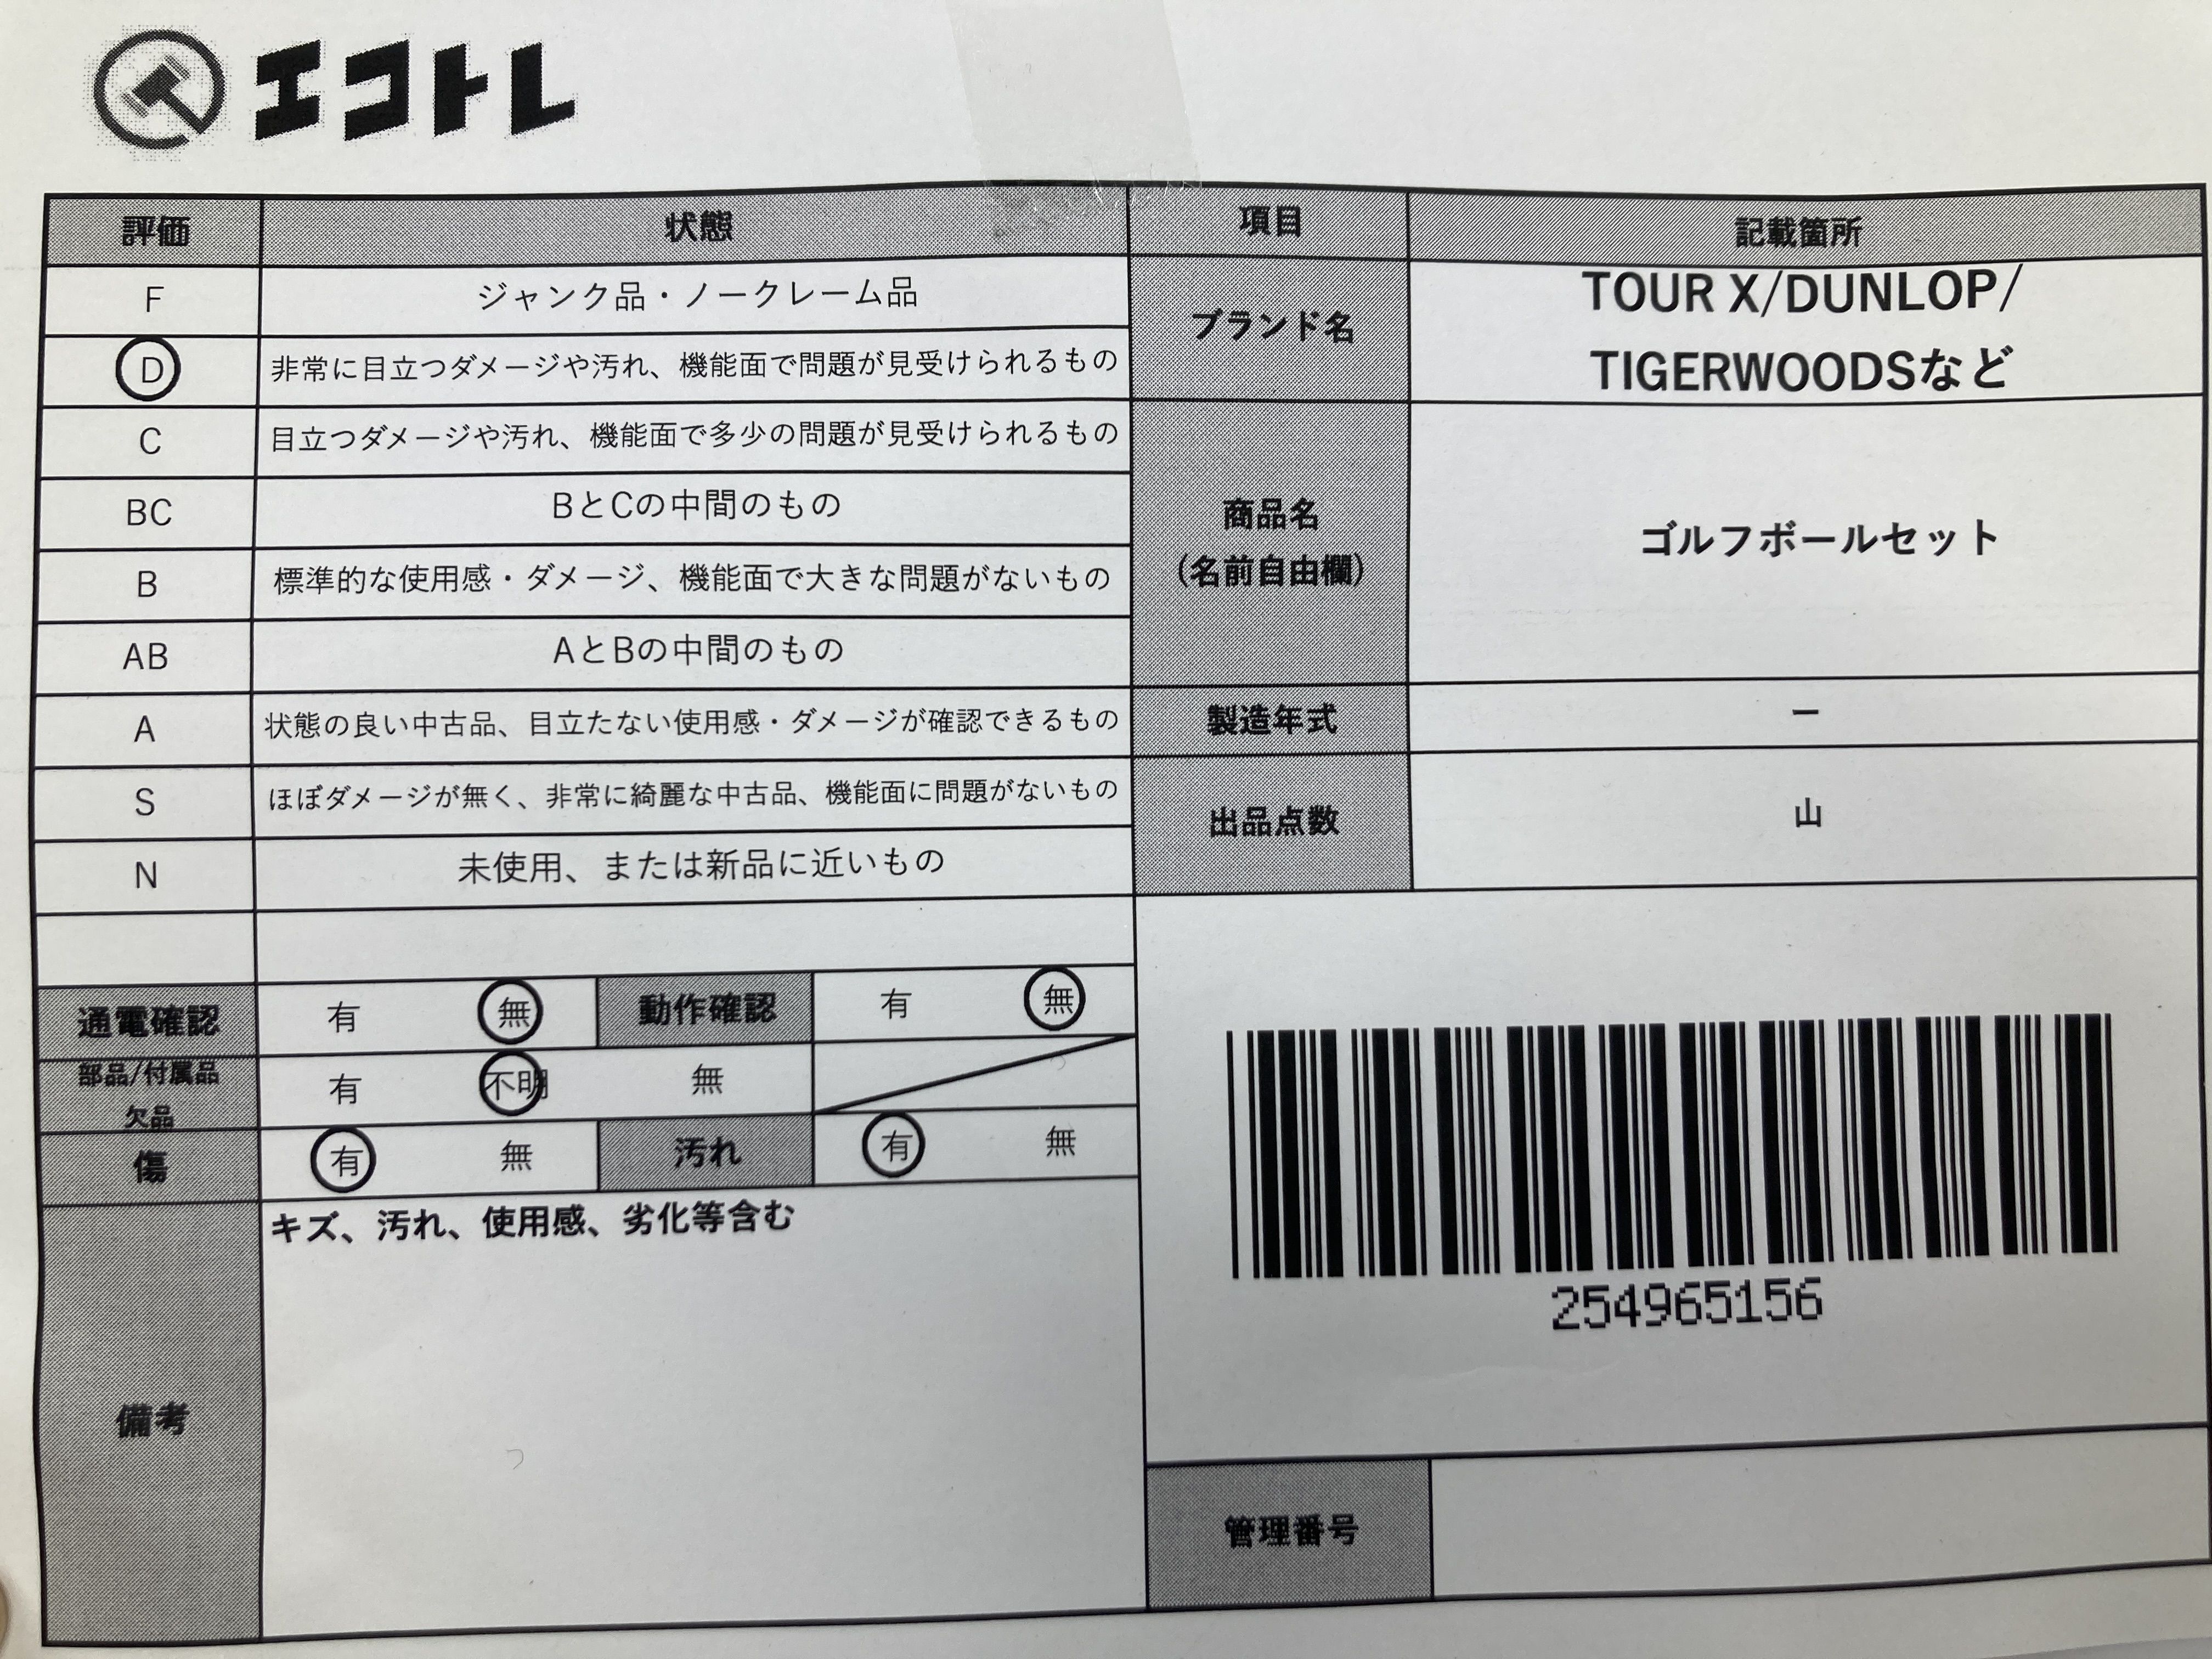 エコトレ
評価 状態 項目 記載箇所
F ジャンク品・ノークレーム品
D 非常に目立つダメージや汚れ、機能面で問題が見受けられるもの
C 目立つダメージや汚れ、機能面で多少の問題が見受けられるもの
BC BとCの中間のもの
B 標準的な使用感・ダメージ、機能面で大きな問題がないもの
AB AとBの中間のもの
A 状態の良い中古品、目立たない使用感・ダメージが確認できるもの
S ほぼダメージが無く、非常に綺麗な中古品、機能面に問題がないもの
N 未使用、または新品に近いもの
通電確認 有 無 動作確認 有 無
部品/付属品
欠品
有 不明 無
傷 有 無 汚れ 有 無
備考
キズ、汚れ、使用感、劣化等含む
ブランド名
TOUR X/DUNLOP/
TIGERWOODSなど
商品名
(名前自由欄)
ゴルフボールセット
製造年式 ー
出品点数 山
254965156
管理番号